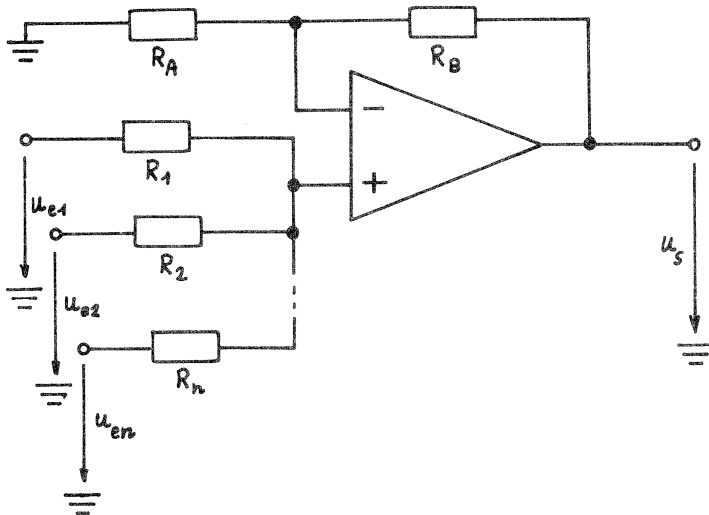 R_A
R_B
−
R_1
+
u_e1
R_2
u_s
u_e2
R_n
u_en